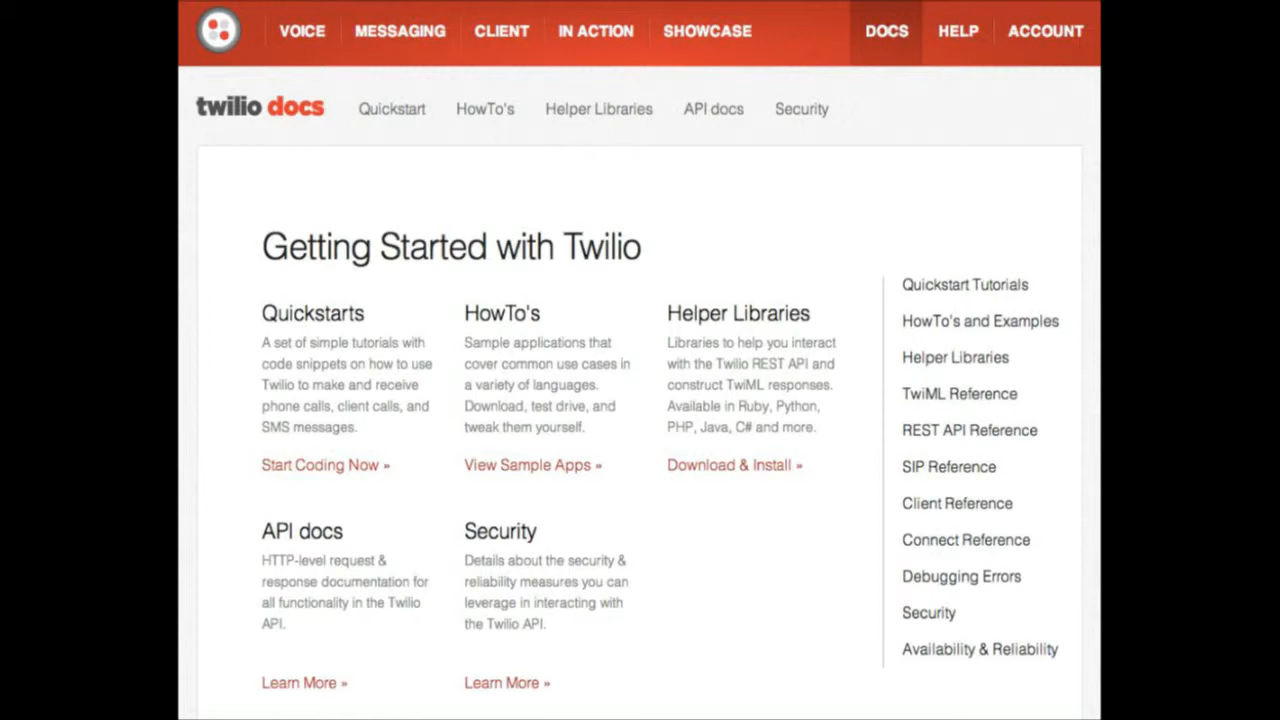 VOICE MESSAGING CLIENT IN ACTION SHOWCASE DOCS HELP ACCOUNT
twilio docs Quickstart HowTo's Helper Libraries API docs Security
Getting Started with Twilio
Quickstarts
A set of simple tutorials with
code snippets on how to use
Twilio to make and receive
phone calls, client calls, and
SMS messages.
Start Coding Now »
HowTo's
Sample applications that
cover common use cases in
a variety of languages.
Download, test drive, and
tweak them yourself.
View Sample Apps »
Helper Libraries
Libraries to help you interact
with the Twilio REST API and
construct TwiML responses.
Available in Ruby, Python,
PHP, Java, C# and more.
Download & Install »
API docs
HTTP-level request &
response documentation for
all functionality in the Twilio
API.
Learn More »
Security
Details about the security &
reliability measures you can
leverage in interacting with
the Twilio API.
Learn More »
Quickstart Tutorials
HowTo's and Examples
Helper Libraries
TwiML Reference
REST API Reference
SIP Reference
Client Reference
Connect Reference
Debugging Errors
Security
Availability & Reliability